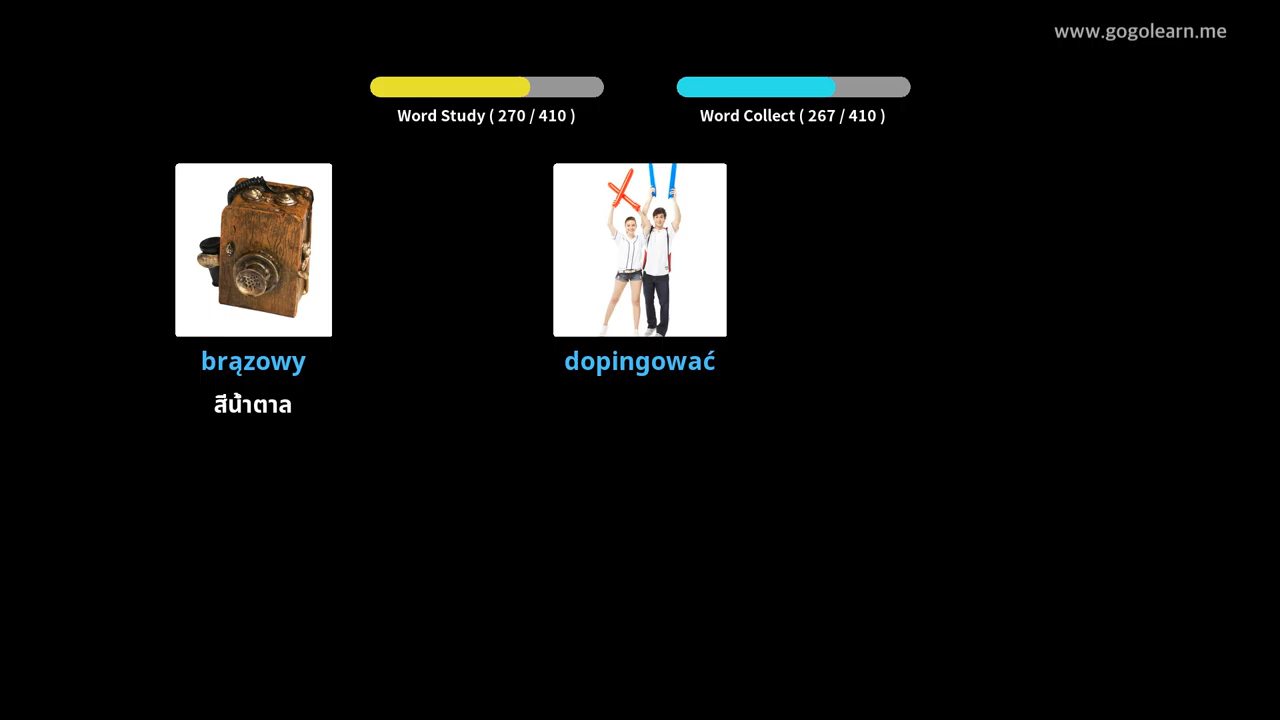 www.gogolearn.me
Word Study ( 270 / 410 )
Word Collect ( 267 / 410 )
brązowy
dopingować
สีน้ำตาล